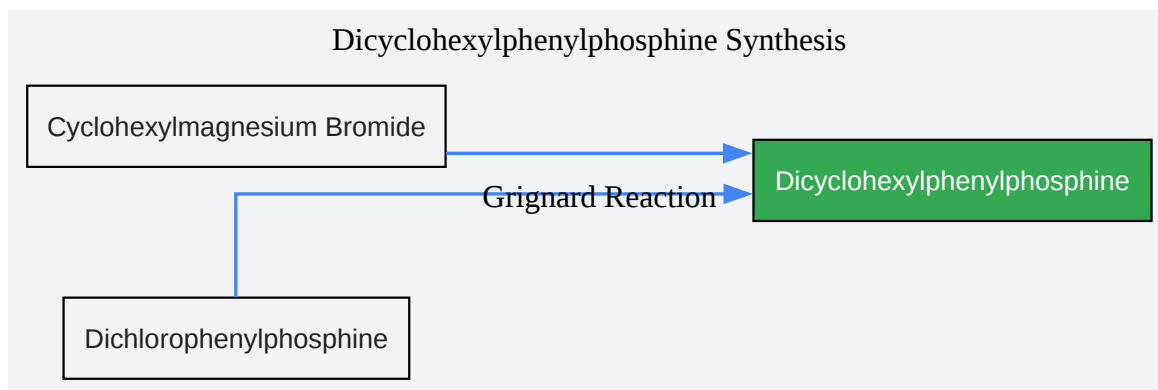 Dicyclohexylphenylphosphine Synthesis
Cyclohexylmagnesium Bromide
Dicyclohexylphenylphosphine
Grignard Reaction
Dichlorophenylphosphine